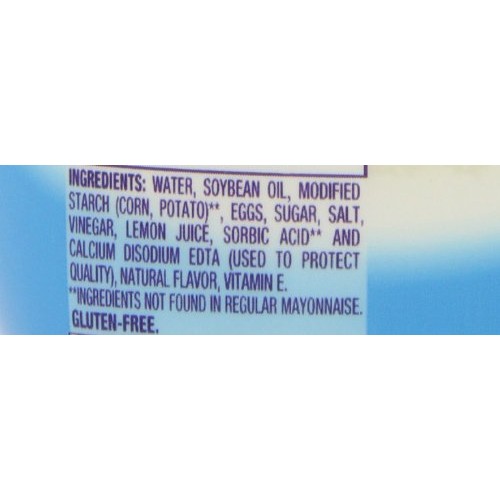 INGREDIENTS: WATER, SOYBEAN OIL, MODIFIED
STARCH (CORN, POTATO)**, EGGS, SUGAR, SALT,
VINEGAR, LEMON JUICE, SORBIC ACID** AND
CALCIUM DISODIUM EDTA (USED TO PROTECT
QUALITY), NATURAL FLAVOR, VITAMIN E.
**INGREDIENTS NOT FOUND IN REGULAR MAYONNAISE.
GLUTEN-FREE.